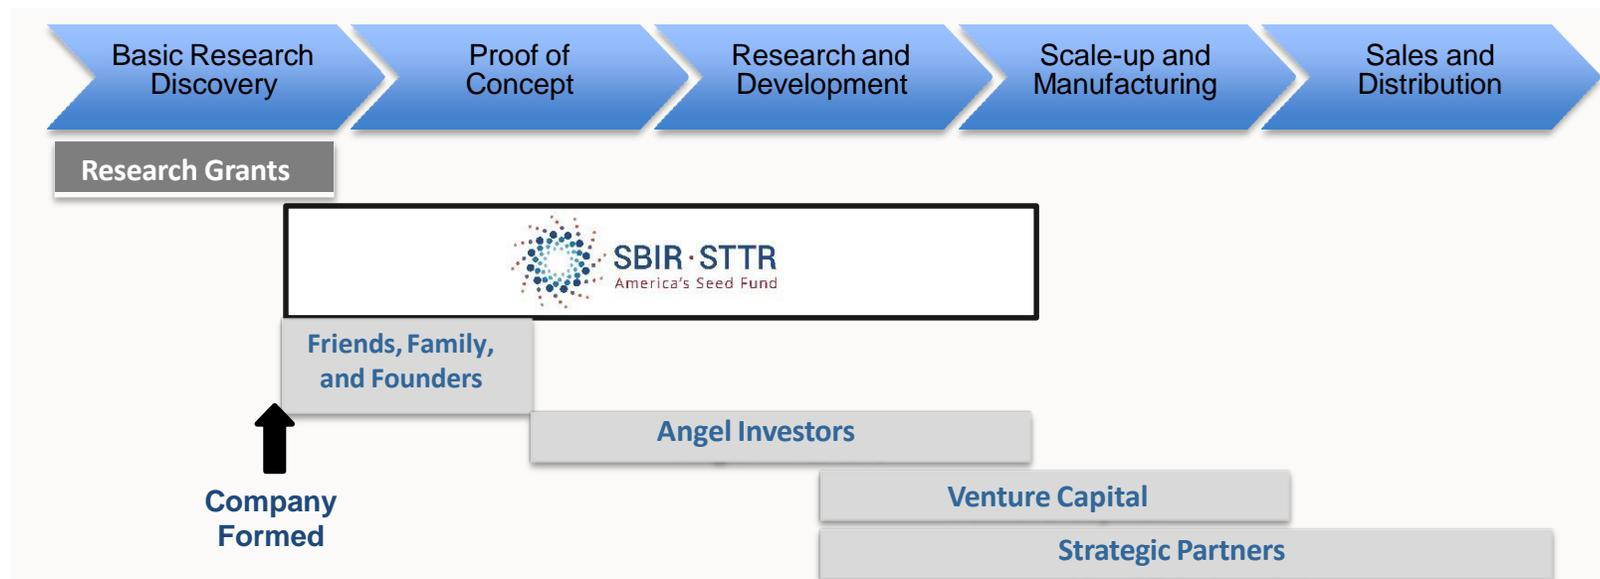 Basic Research
Discovery
Proof of
Concept
Research and
Development
Scale-up and
Manufacturing
Sales and
Distribution
Research Grants
SBIR·STTR
America's Seed Fund
Friends, Family,
and Founders
Angel Investors
Company
Formed
Venture Capital
Strategic Partners